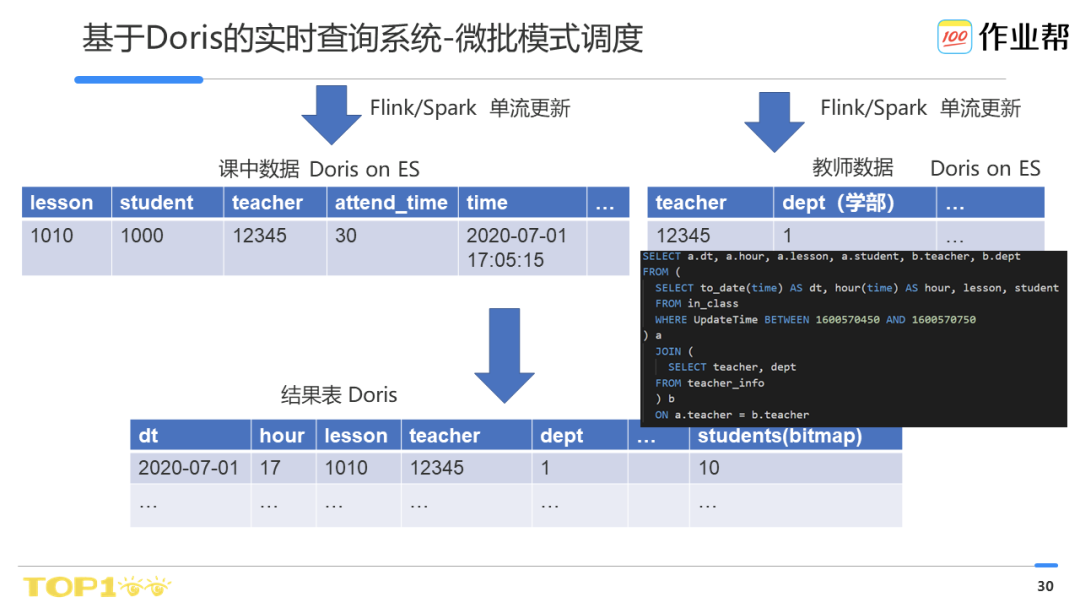 基于Doris的实时查询系统-微批模式调度
100 作业帮
Flink/Spark 单流更新
Flink/Spark 单流更新
课中数据 Doris on ES
教师数据 Doris on ES
lesson student teacher attend_time time …
1010 1000 12345 30 2020-07-01
17:05:15
teacher dept（学部） …
12345 1 …
SELECT a.dt, a.hour, a.lesson, a.student, b.teacher, b.dept
FROM (
SELECT to_date(time) AS dt, hour(time) AS hour, lesson, student
FROM in_class
WHERE UpdateTime BETWEEN 1600570450 AND 1600570750
) a
JOIN (
SELECT teacher, dept
FROM teacher_info
) b
ON a.teacher = b.teacher
结果表 Doris
dt hour lesson teacher dept … students(bitmap)
2020-07-01 17 1010 12345 1 10
… … … … … …
TOP100
30